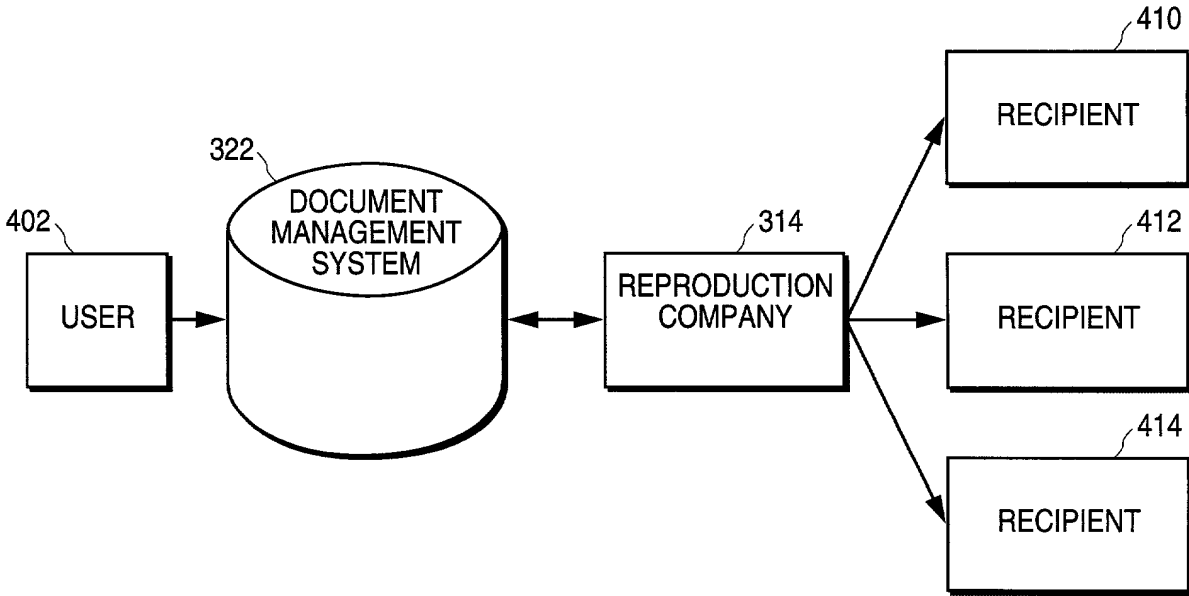 402
USER
322
DOCUMENT
MANAGEMENT
SYSTEM
314
REPRODUCTION
COMPANY
410
RECIPIENT
412
RECIPIENT
414
RECIPIENT